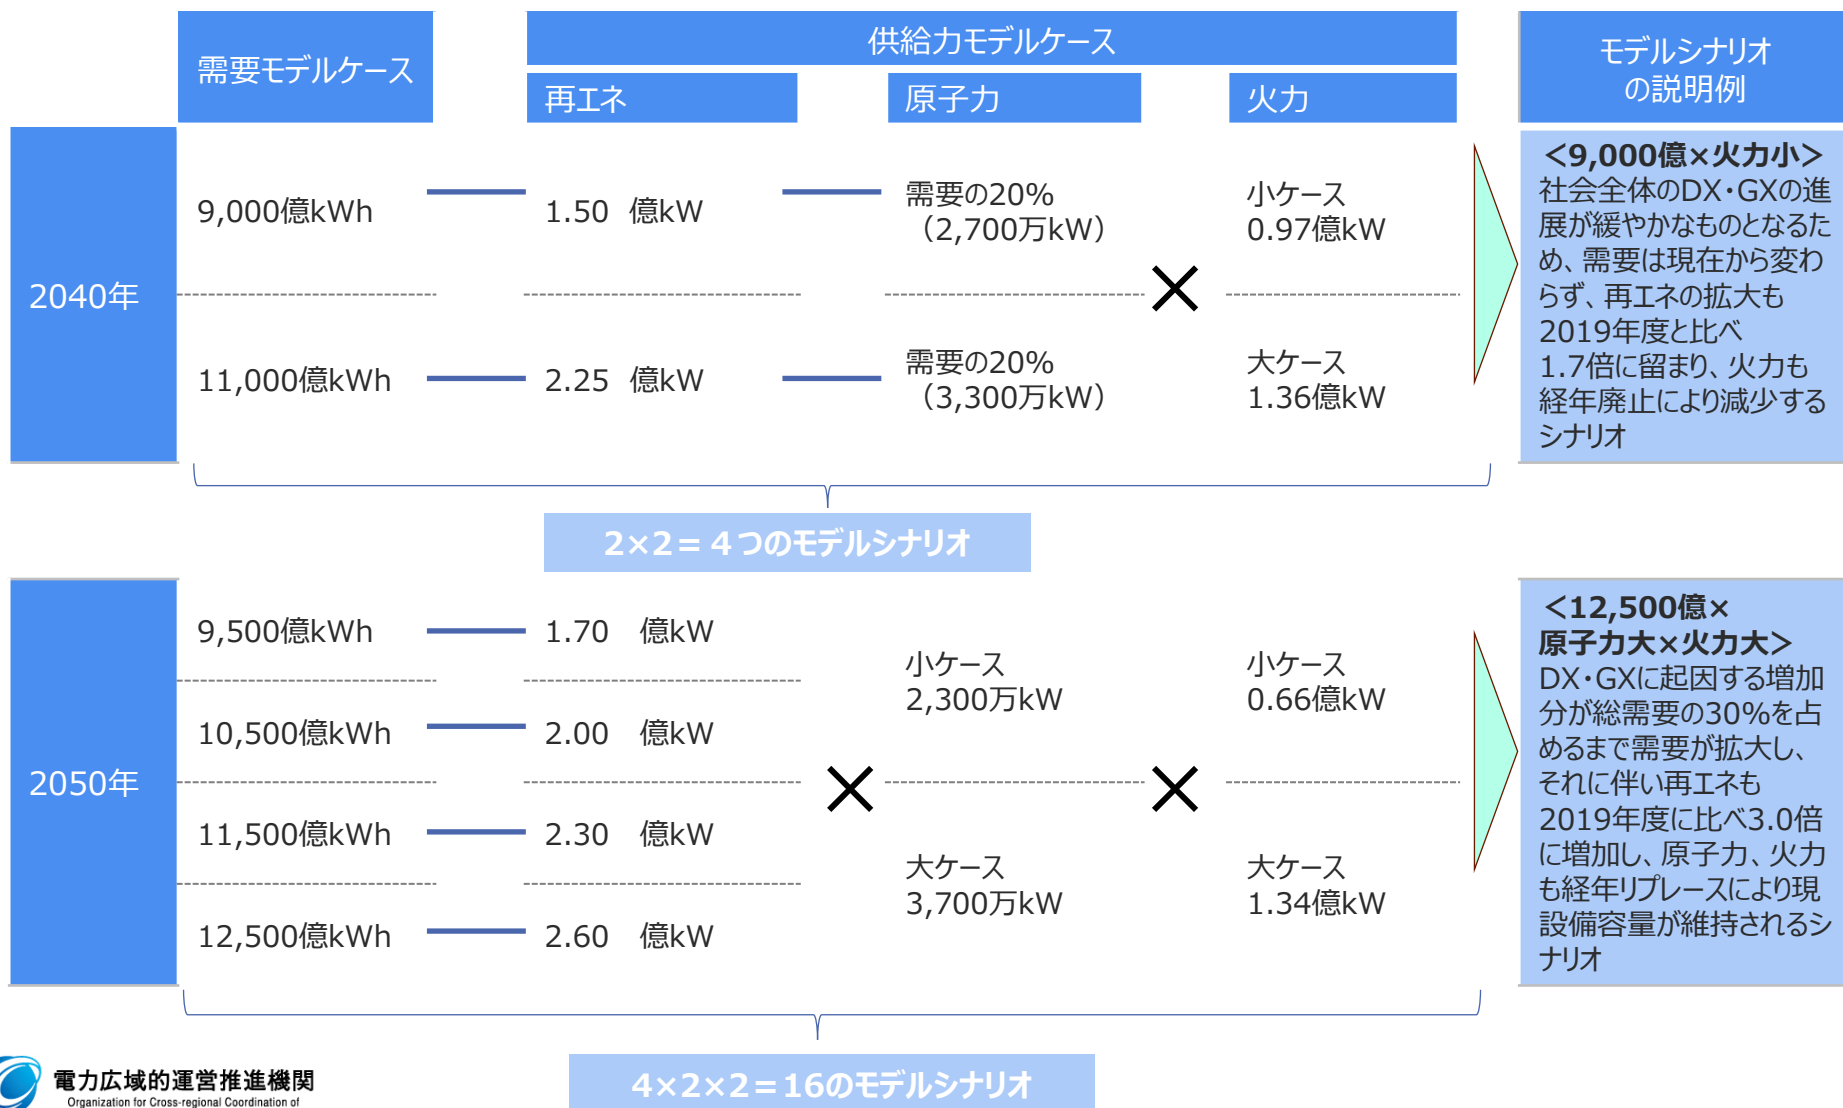 需要モデルケース
供給力モデルケース
再エネ
原子力
火力
モデルシナリオ
の説明例
2040年
9,000億kWh
1.50 億kW
需要の20%
（2,700万kW）
小ケース
0.97億kW
11,000億kWh
2.25 億kW
需要の20%
（3,300万kW）
×
大ケース
1.36億kW
＜9,000億×火力小＞
社会全体のDX・GXの進
展が緩やかなものとなるた
め、需要は現在から変わ
らず、再エネの拡大も
2019年度と比べ
1.7倍に留まり、火力も
経年廃止により減少する
シナリオ
2×2＝４つのモデルシナリオ
2050年
9,500億kWh
1.70 億kW
10,500億kWh
2.00 億kW
11,500億kWh
2.30 億kW
12,500億kWh
2.60 億kW
×
小ケース
2,300万kW
大ケース
3,700万kW
×
小ケース
0.66億kW
大ケース
1.34億kW
＜12,500億×
原子力大×火力大＞
DX・GXに起因する増加
分が総需要の30%を占
めるまで需要が拡大し、
それに伴い再エネも
2019年度に比べ3.0倍
に増加し、原子力、火力
も経年リプレースにより現
設備容量が維持されるシ
ナリオ
4×2×2＝16のモデルシナリオ
電力広域的運営推進機関
Organization for Cross-regional Coordination of